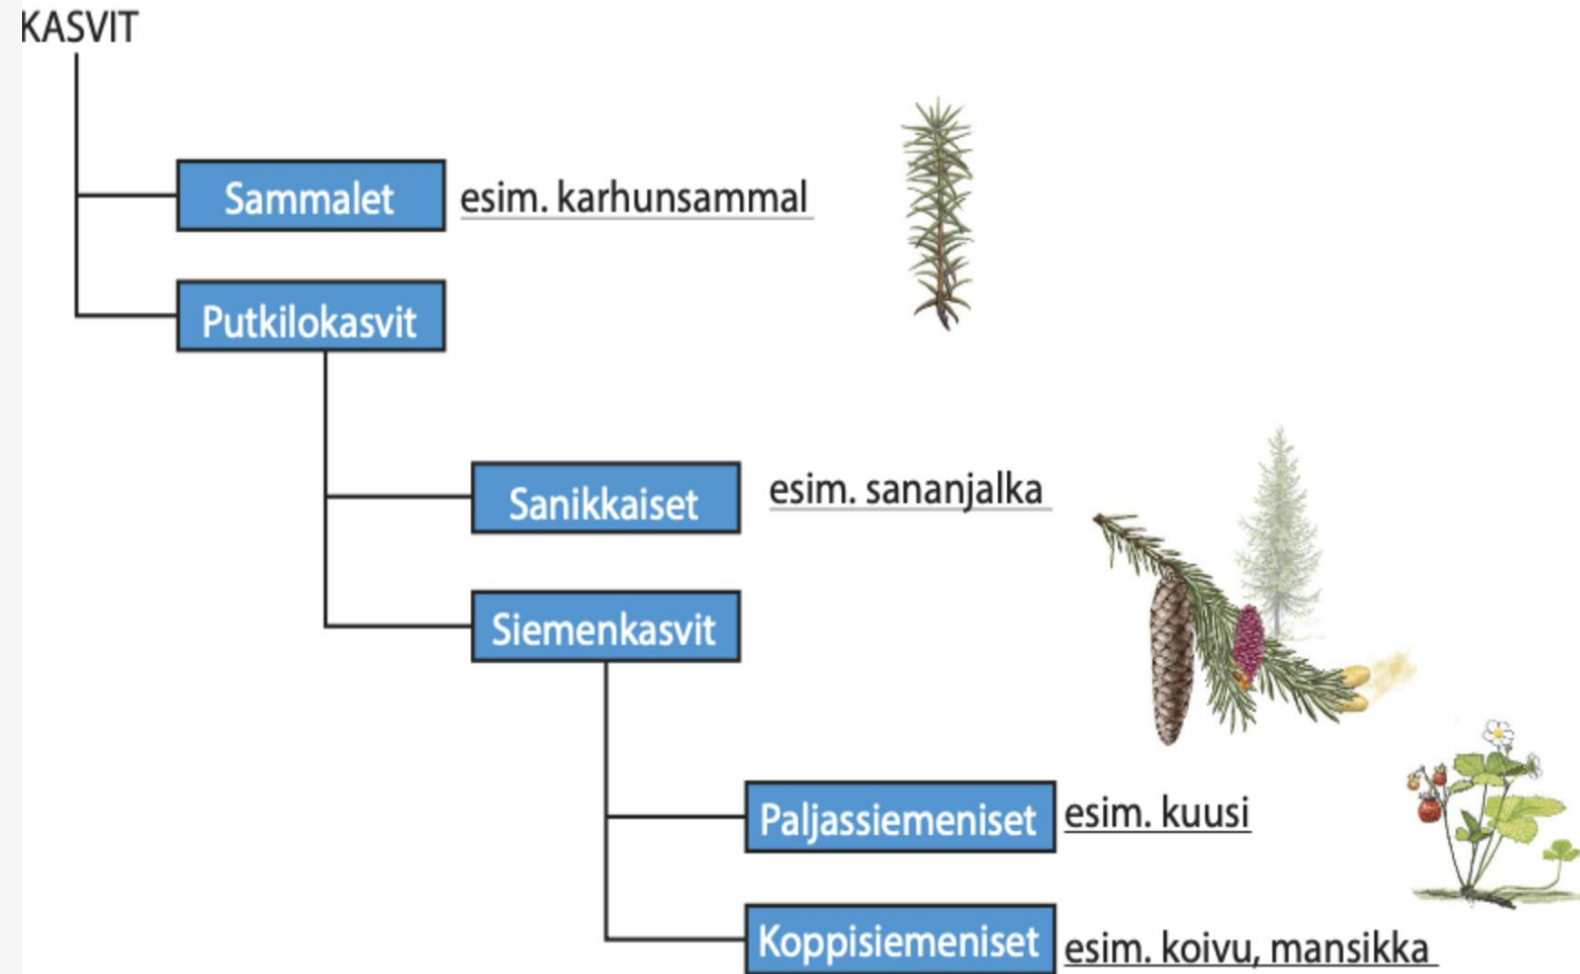 KASVIT
Sammalet esim. karhunsammal
Putkilokasvit
Sanikkaiset esim. sananjalka
Siemenkasvit
Paljassiemeniset esim. kuusi
Koppisiemeniset esim. koivu, mansikka